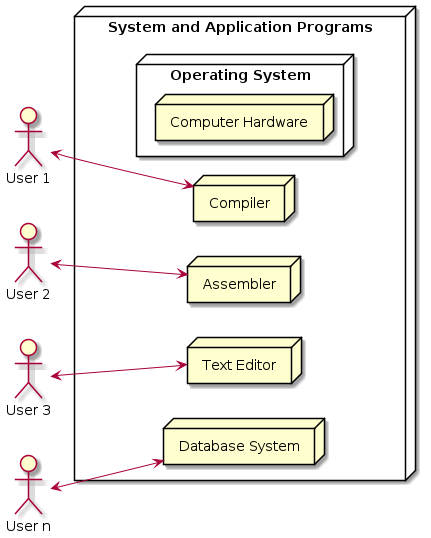 System and Application Programs
Operating System
Computer Hardware
User 1
Compiler
User 2
Assembler
User 3
Text Editor
User n
Database System